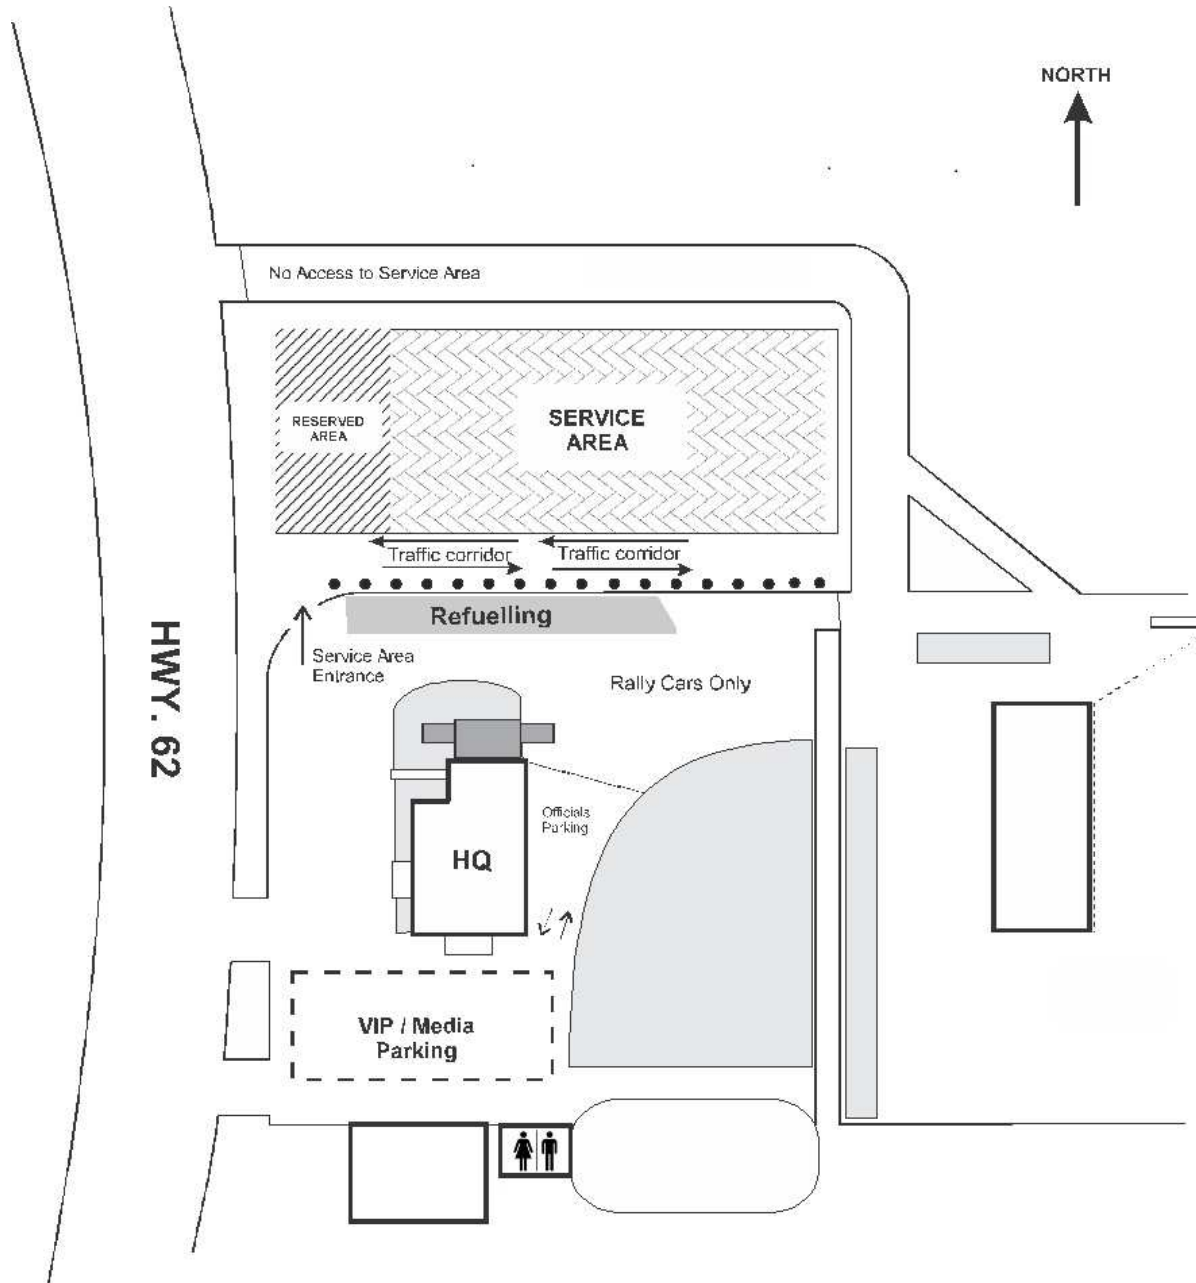 NORTH
No Access to Service Area
RESERVED
AREA
SERVICE
AREA
Traffic corridor
Traffic corridor
Refuelling
Service Area
Entrance
Rally Cars Only
HWY. 62
Officials
Parking
HQ
VIP / Media
Parking